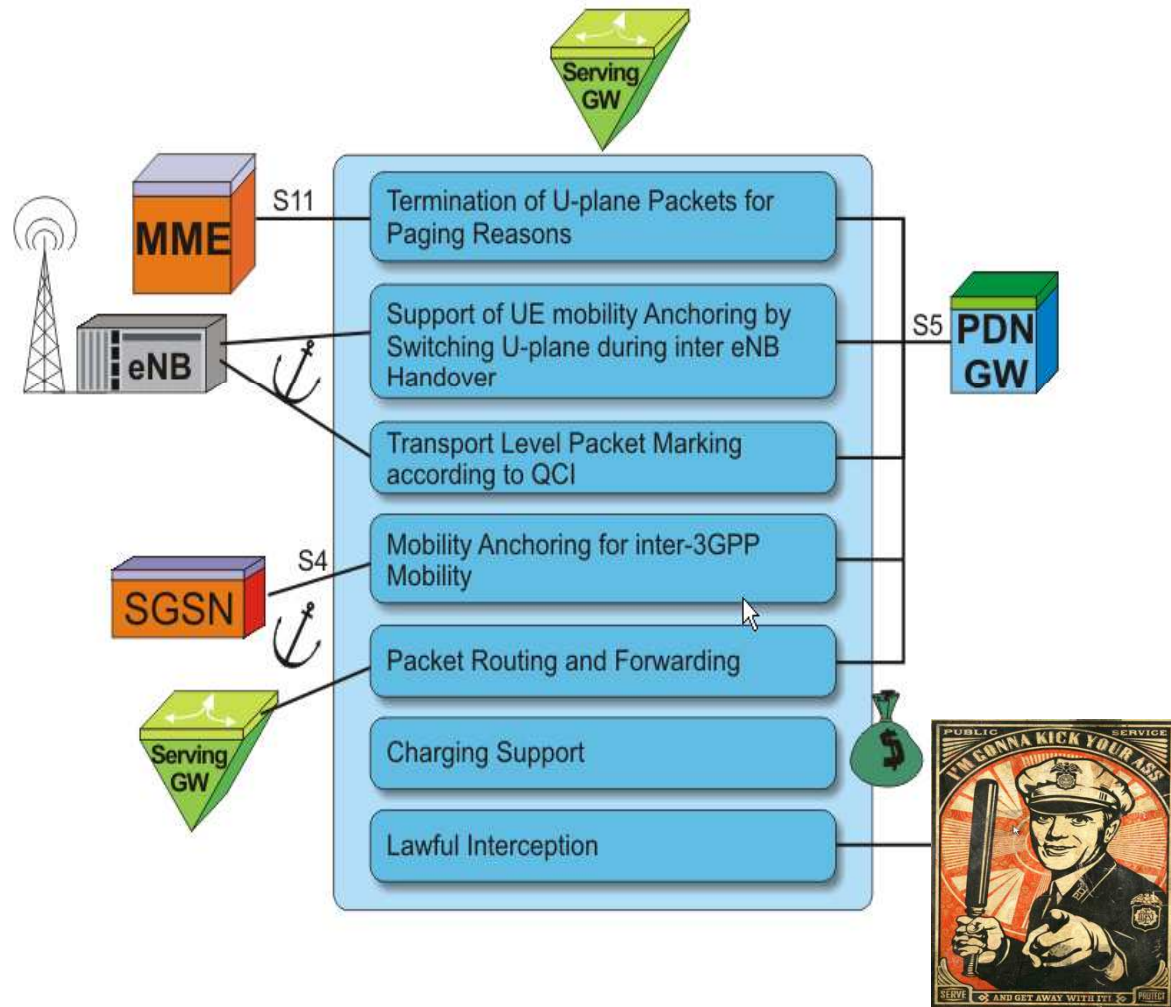 Serving
GW
MME
S11
Termination of U-plane Packets for
Paging Reasons
eNB
Support of UE mobility Anchoring by
Switching U-plane during inter eNB
Handover
S5
PDN
GW
Transport Level Packet Marking
according to QCI
SGSN
S4
Mobility Anchoring for inter-3GPP
Mobility
Packet Routing and Forwarding
Serving
GW
Charging Support
$
Lawful Interception
PUBLIC SERVICE
I'M GONNA KICK YOUR ASS
SERVE AND GET AWAY WITH IT! PROTECT